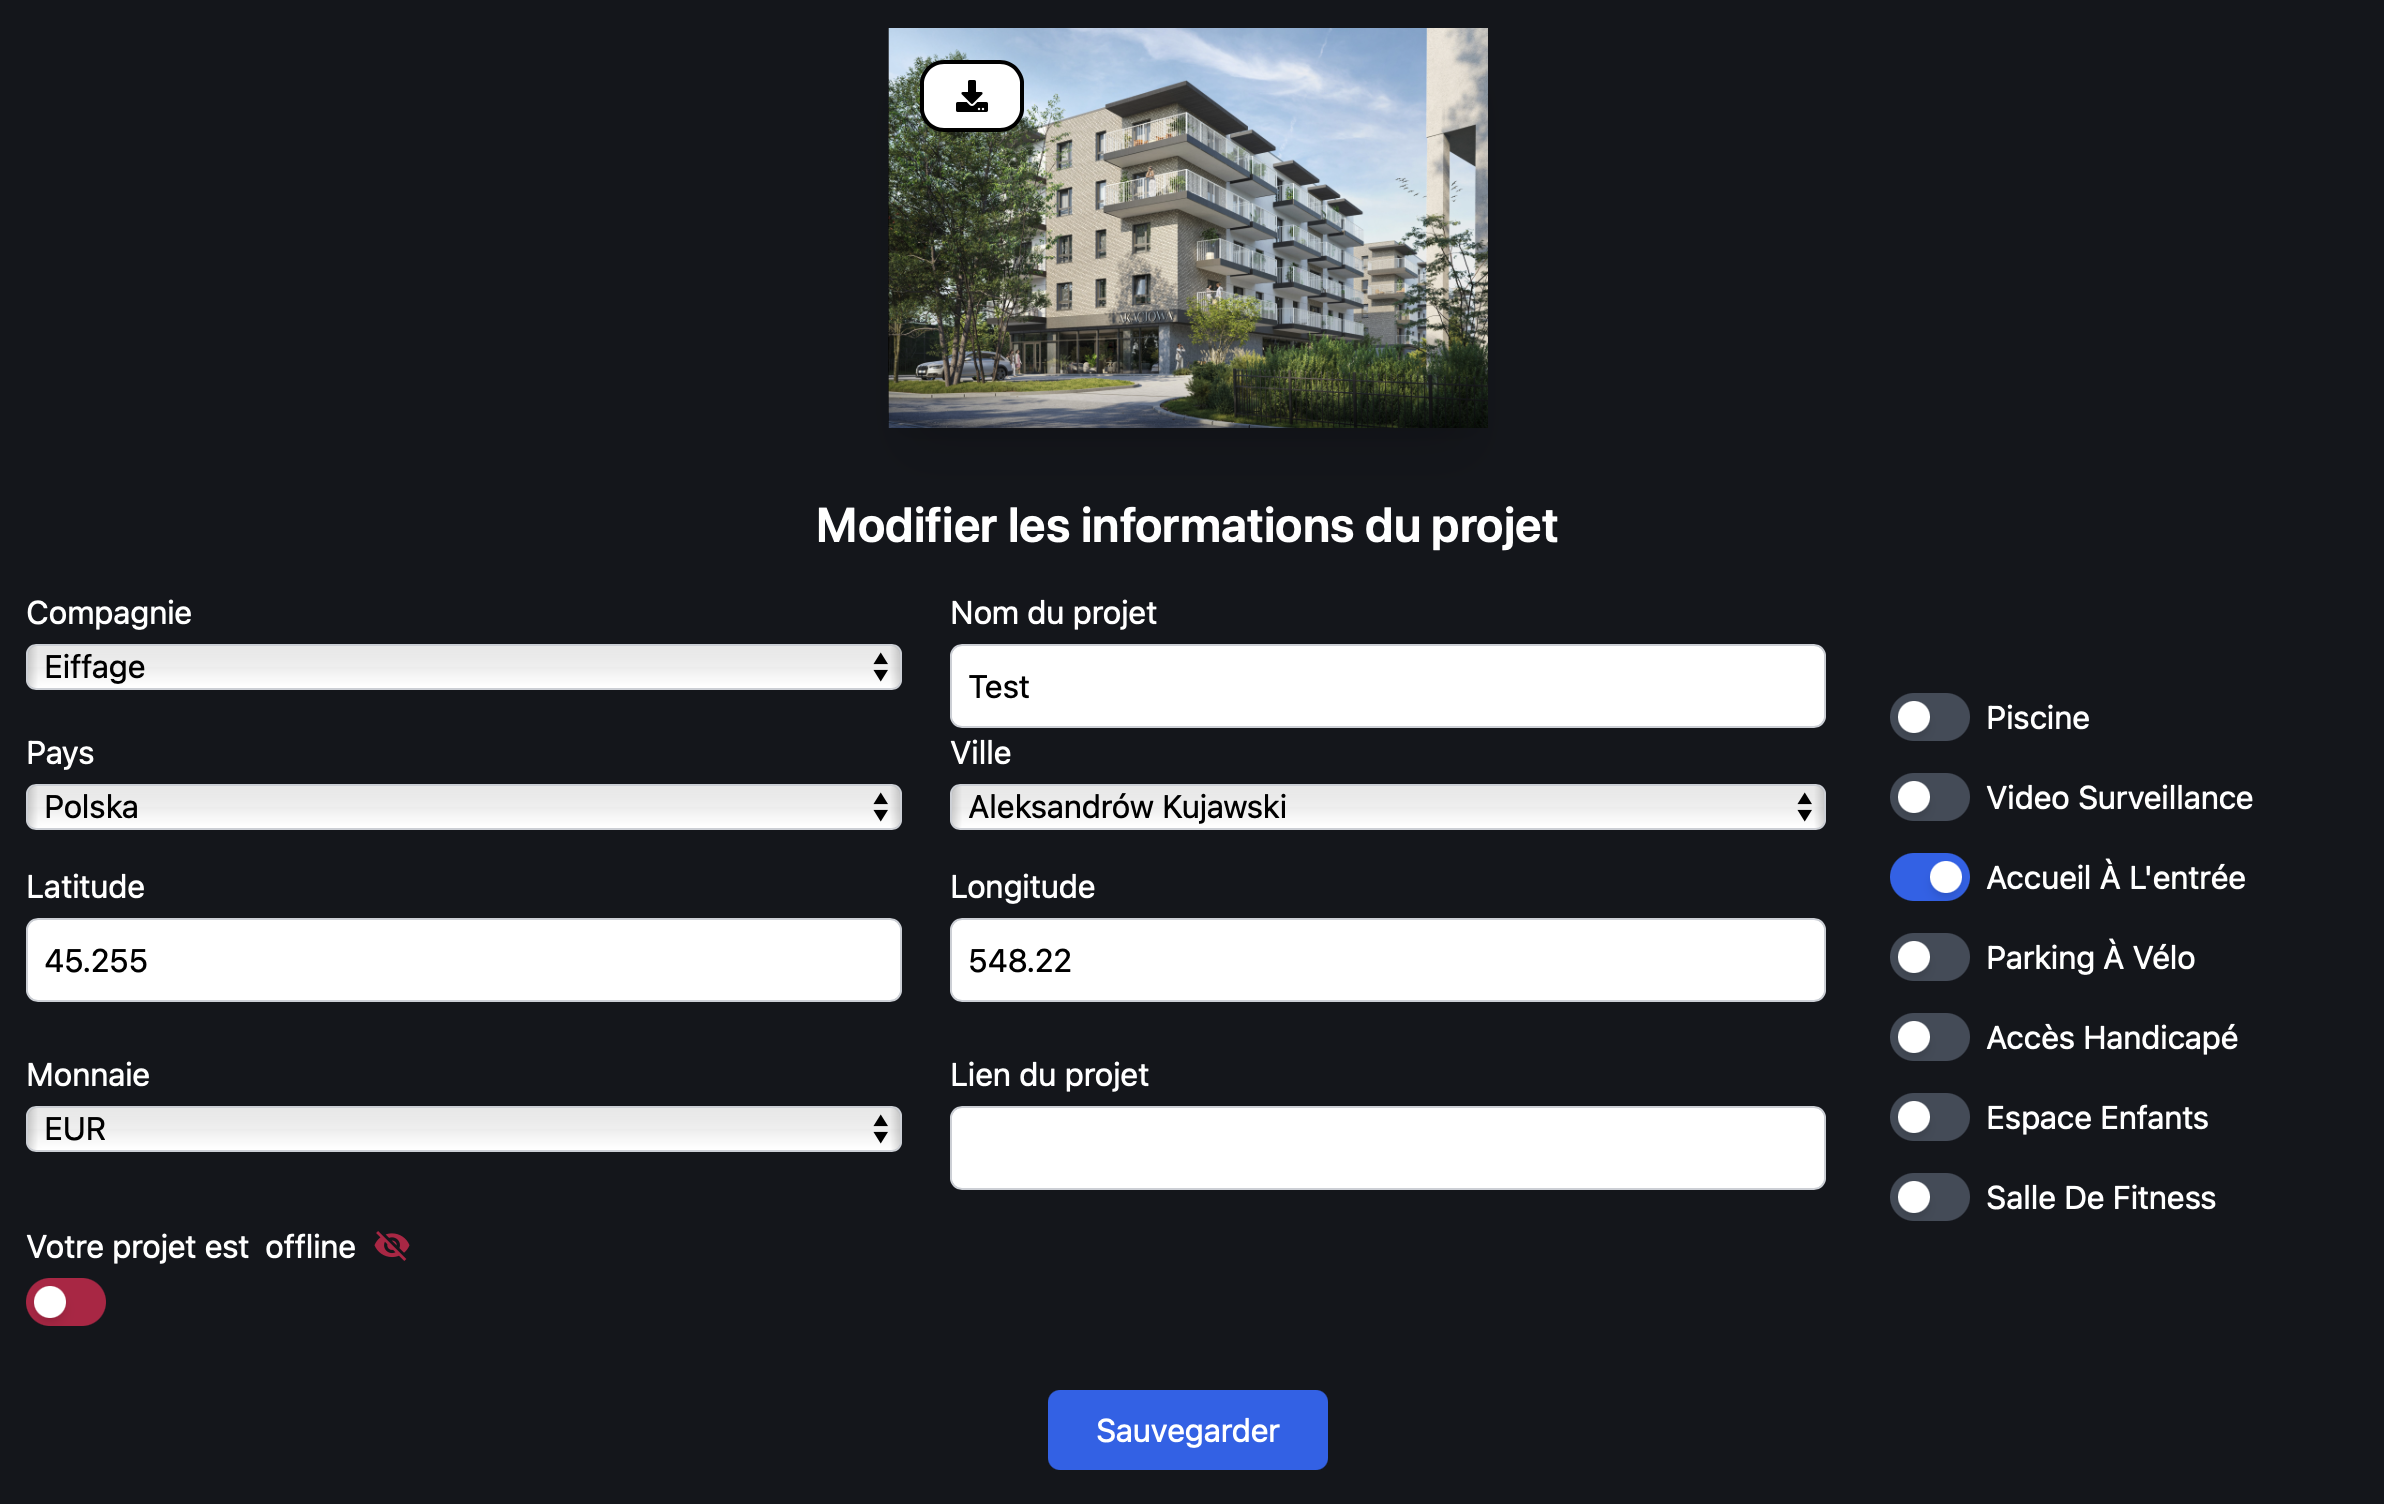 Modifier les informations du projet
Compagnie
Eiffage
Nom du projet
Test
Pays
Polska
Ville
Aleksandrów Kujawski
Latitude
45.255
Longitude
548.22
Monnaie
EUR
Lien du projet
Votre projet est offline
Piscine
Video Surveillance
Accueil À L'entrée
Parking À Vélo
Accès Handicapé
Espace Enfants
Salle De Fitness
Sauvegarder